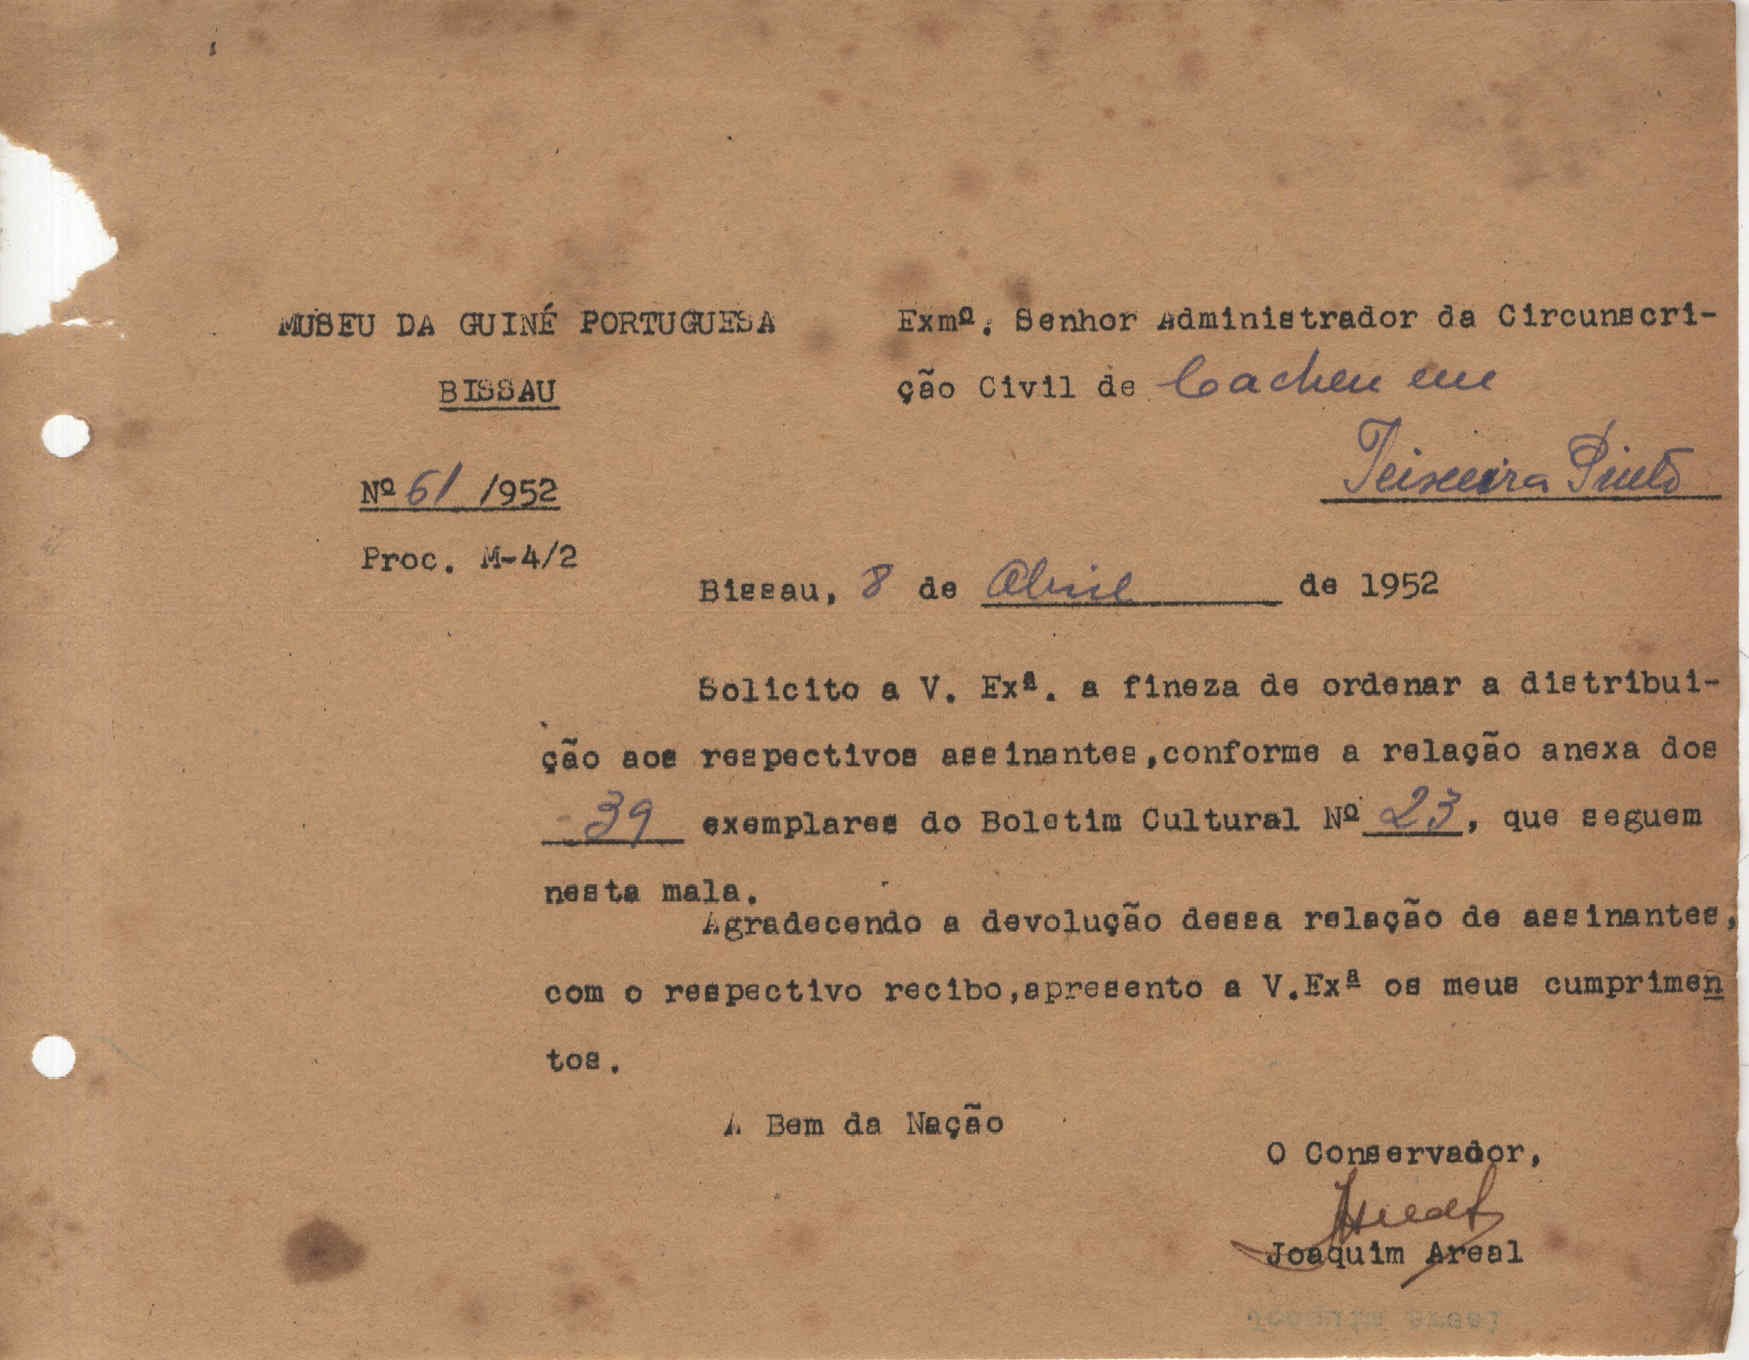 MUSEU DA GUINÉ PORTUGUESA
BISSAU
Nº 61 /952
Proc. M-4/2
Exmº. Senhor Administrador da Circunscri-
ção Civil de Cacheu em
Teixeira Pinto
Bissau, 8 de Abril de 1952
Solicito a V. Exª. a fineza de ordenar a distribui-
ção aos respectivos assinantes,conforme a relação anexa dos
-39 exemplares do Boletim Cultural Nº 23, que seguem
nesta mala.
Agradecendo a devolução dessa relação de assinantes,
com o respectivo recibo,apresento a V.Exª os meus cumprimen
tos.
A Bem da Nação
O Conservador,
Joaquim Areal